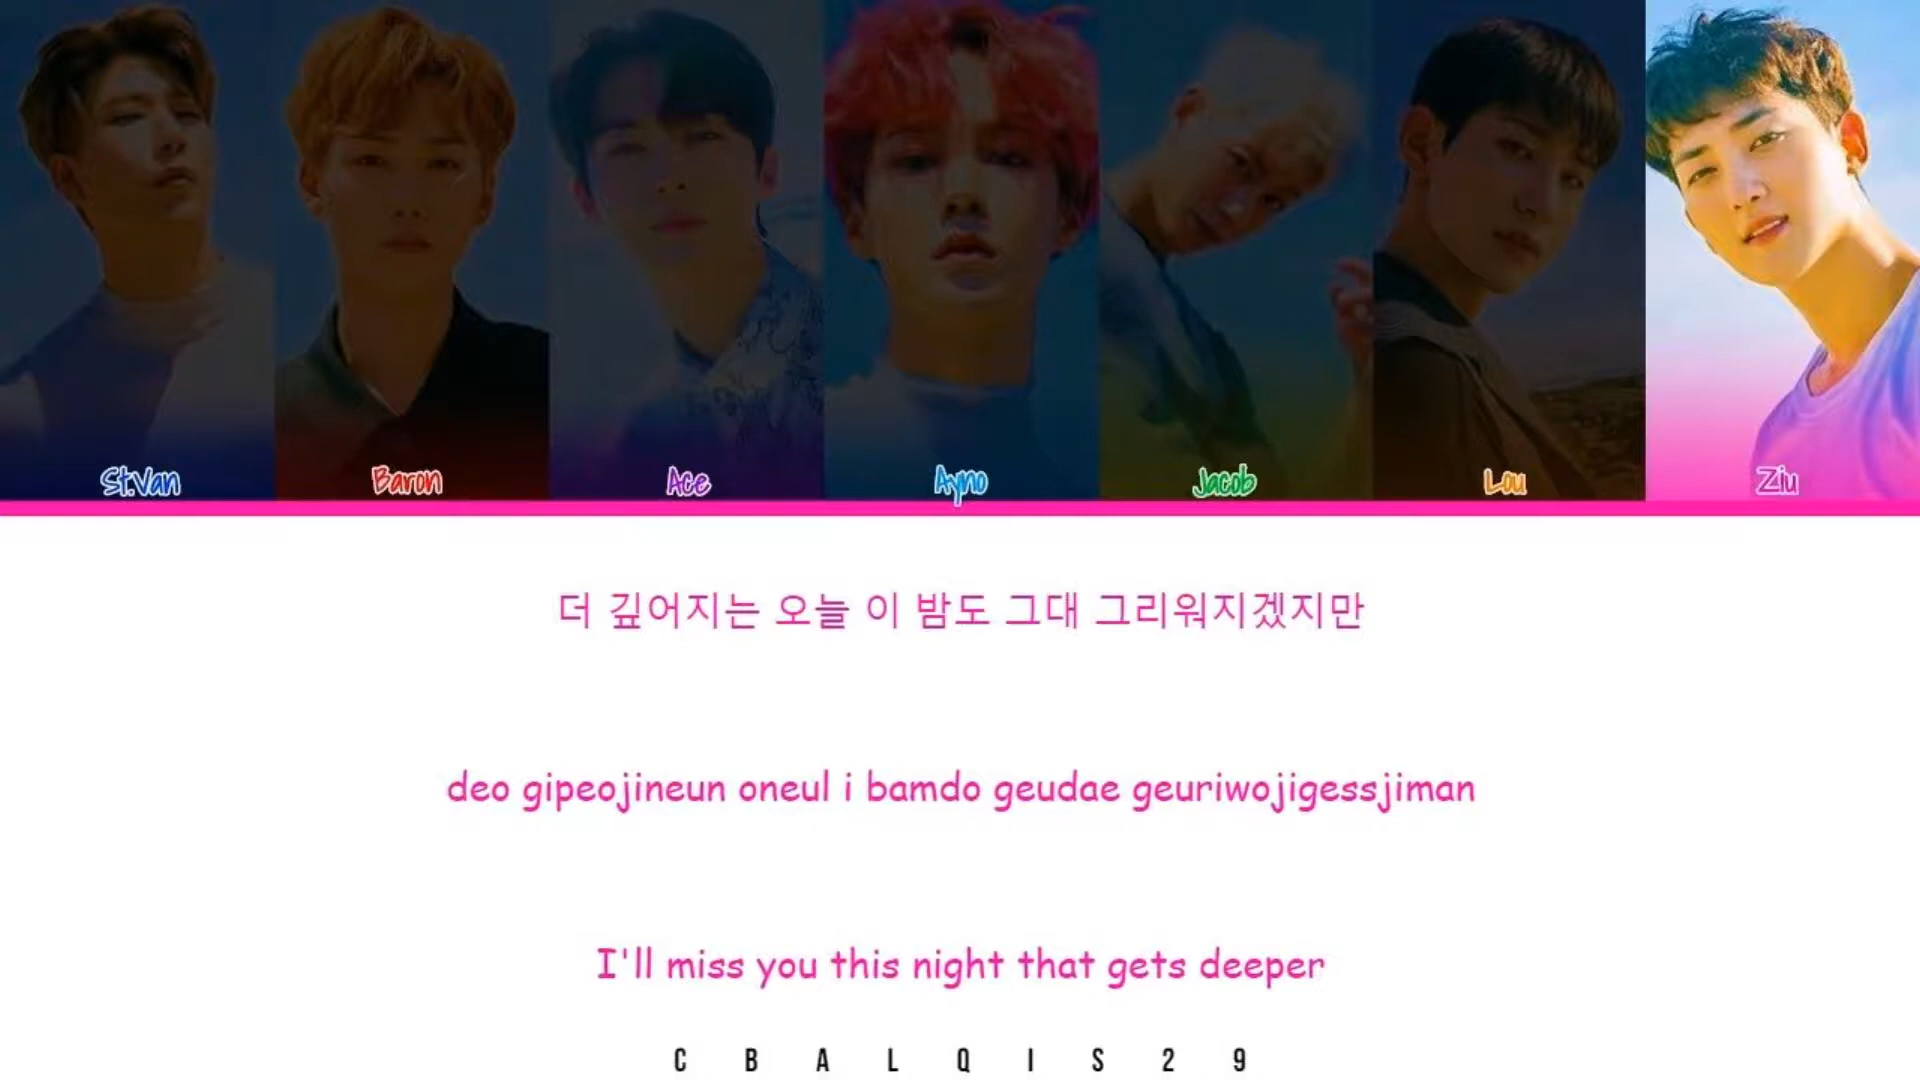 St.Van Baron Ace Ayno Jacob Lou Ziu
더 깊어지는 오늘 이 밤도 그대 그리워지겠지만
deo gipeojineun oneul i bamdo geudae geuriwojigessjiman
I'll miss you this night that gets deeper
CBALQIS29